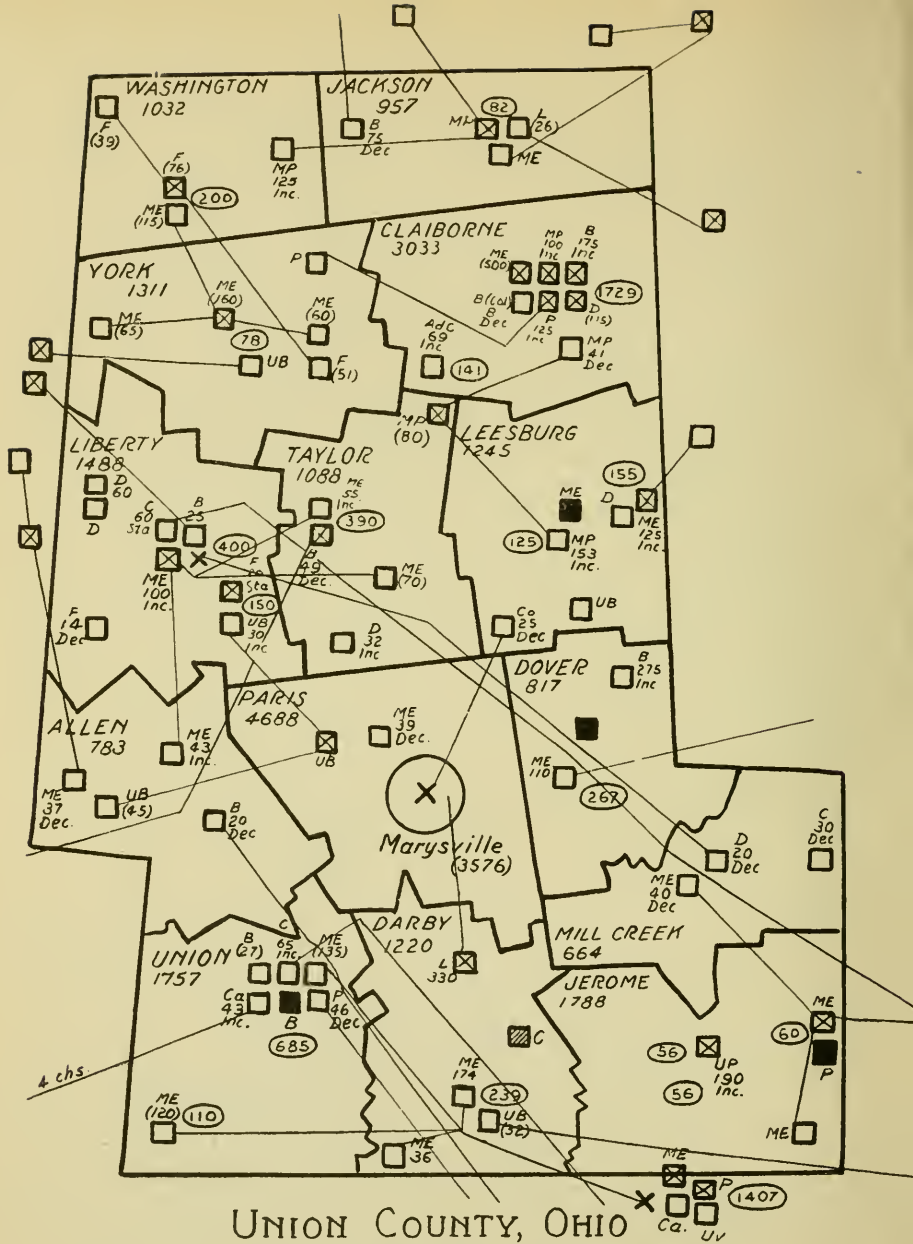 WASHINGTON
1032
F
(39)
F
(76)
200
ME
(115)
MP
125
Inc.
JACKSON
957
B
75
Dec
82
L
(26)
ME
CLAIBORNE
3033
ME
(500)
MP
100
Inc
B
175
Inc
1729
B(Col)
8
Dec
P
125
Inc
D
(115)
AdC
69
Inc
141
MP
41
Dec
MP
(80)
YORK
1311
P
ME
(160)
ME
(65)
ME
(60)
78
UB
F
(51)
LIBERTY
1488
D
60
D
C
60
Sta
B
25
400
ME
100
Inc.
F
Sta
150
UB
30
Inc
F
14
Dec
TAYLOR
1088
ME
55
Inc
390
B
49
Dec.
ME
(70)
D
32
Inc
LEESBURG
1245
155
ME
D
ME
125
Inc.
125
MP
153
Inc
UB
Co
25
Dec
DOVER
817
B
275
Inc
ME
110
267
PARIS
4688
ME
39
Dec.
UB
Marysville
(3576)
ALLEN
783
ME
43
Inc.
ME
37
Dec.
UB
(45)
B
20
Dec
D
20
Dec
C
30
Dec
ME
40
Dec
MILL CREEK
664
UNION
1757
B
(27)
C
65
Inc.
ME
(135)
Ca
43
Inc.
B
P
46
Dec.
685
4 chs.
ME
(120)
110
DARBY
1220
L
330
C
ME
174
239
UB
(32)
ME
36
JEROME
1788
ME
60
P
56
UP
190
Inc.
56
ME
ME
P
1407
Ca.
UV
UNION COUNTY, OHIO